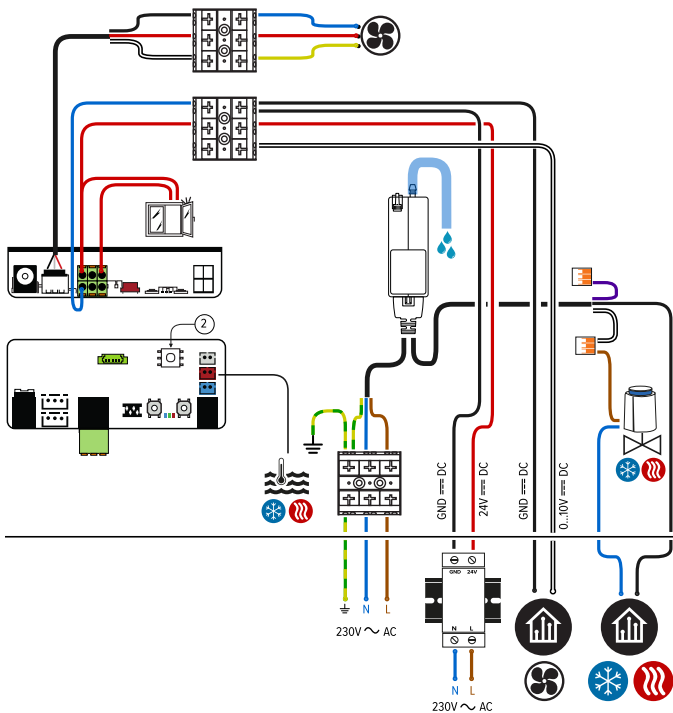 2
GND ⎓ DC
24V ⎓ DC
GND ⎓ DC
0...10V ⎓ DC
GND 24V
N L
N L
230V ~ AC
N L
230V ~ AC